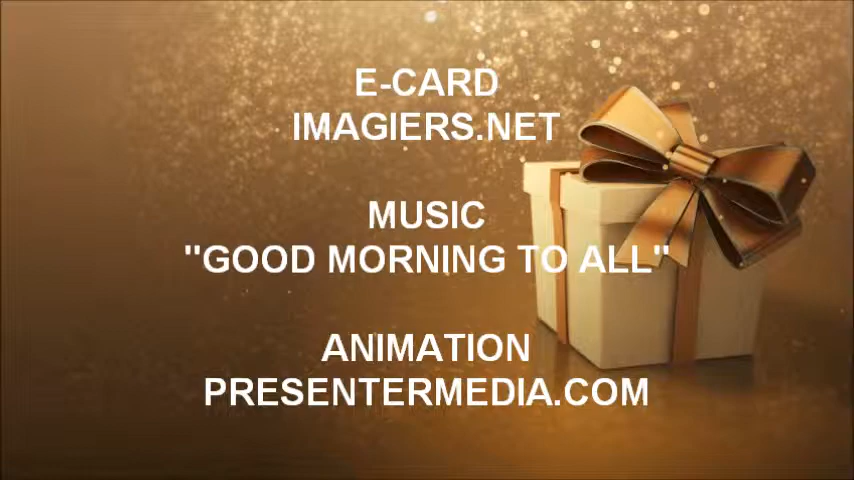 E-CARD
IMAGIERS.NET
MUSIC
"GOOD MORNING TO ALL"
ANIMATION
PRESENTERMEDIA.COM